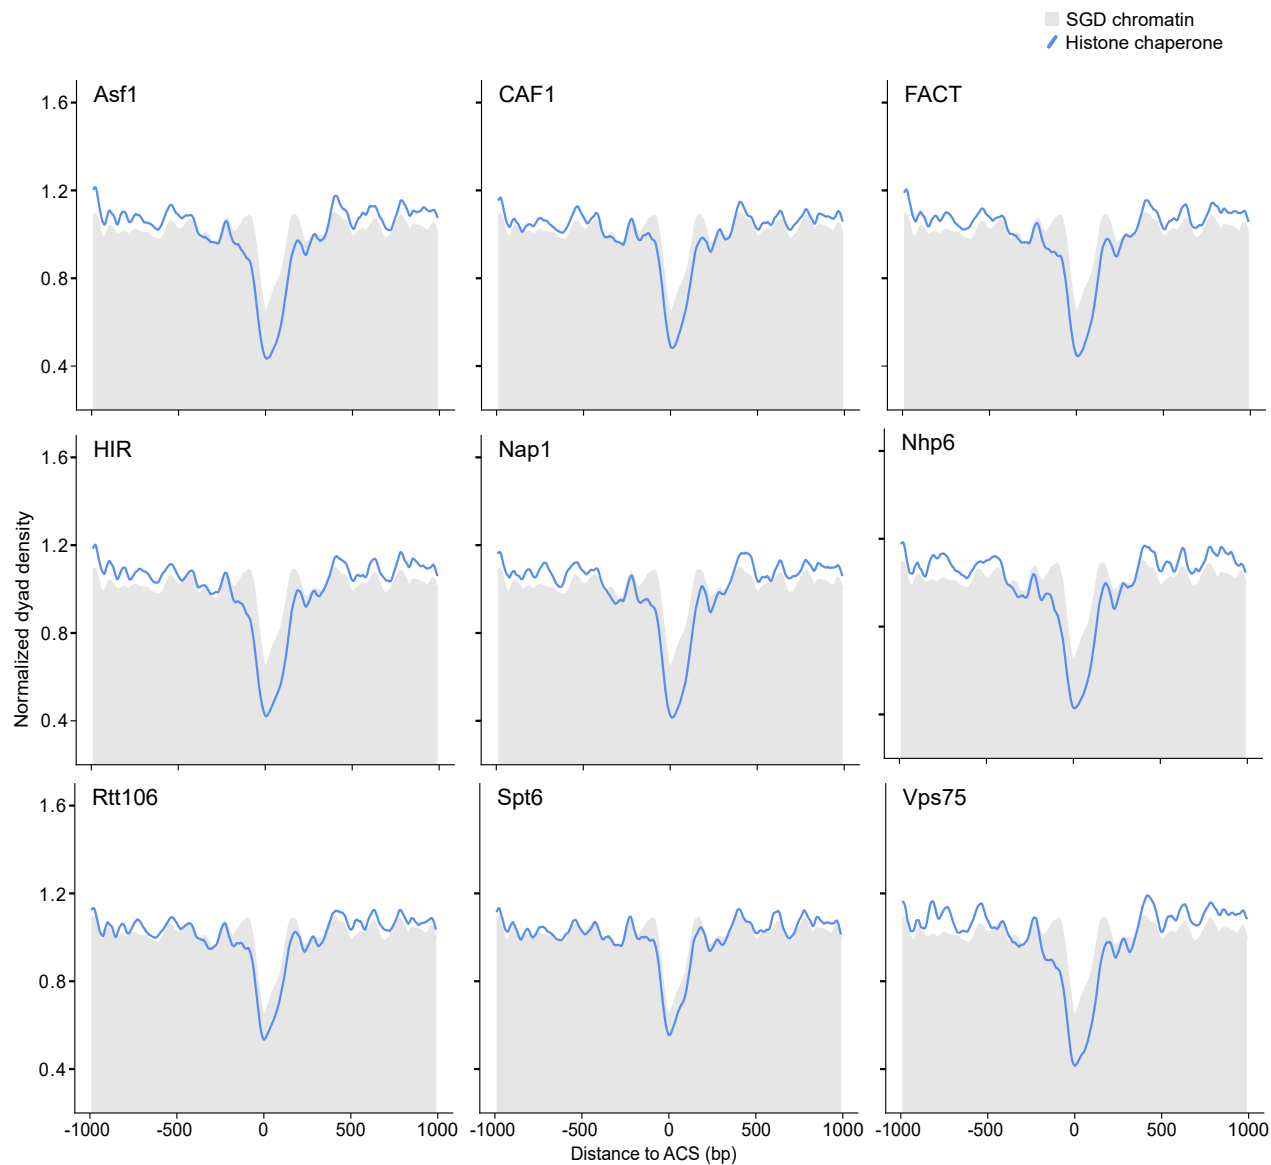 SGD chromatin
Histone chaperone
Asf1
CAF1
FACT
1.6
1.2
0.8
0.4
HIR
Nap1
Nhp6
1.6
1.2
0.8
0.4
Normalized dyad density
Rtt106
Spt6
Vps75
1.6
1.2
0.8
0.4
-1000 -500 0 500 1000
-1000 -500 0 500 1000
-1000 -500 0 500 1000
Distance to ACS (bp)